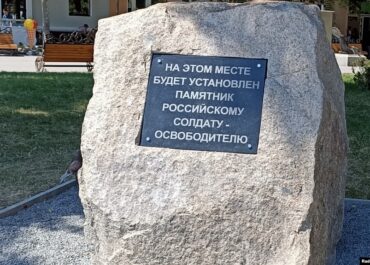 НА ЭТОМ МЕСТЕ
БУДЕТ УСТАНОВЛЕН
ПАМЯТНИК
РОССИЙСКОМУ
СОЛДАТУ -
ОСВОБОДИТЕЛЮ